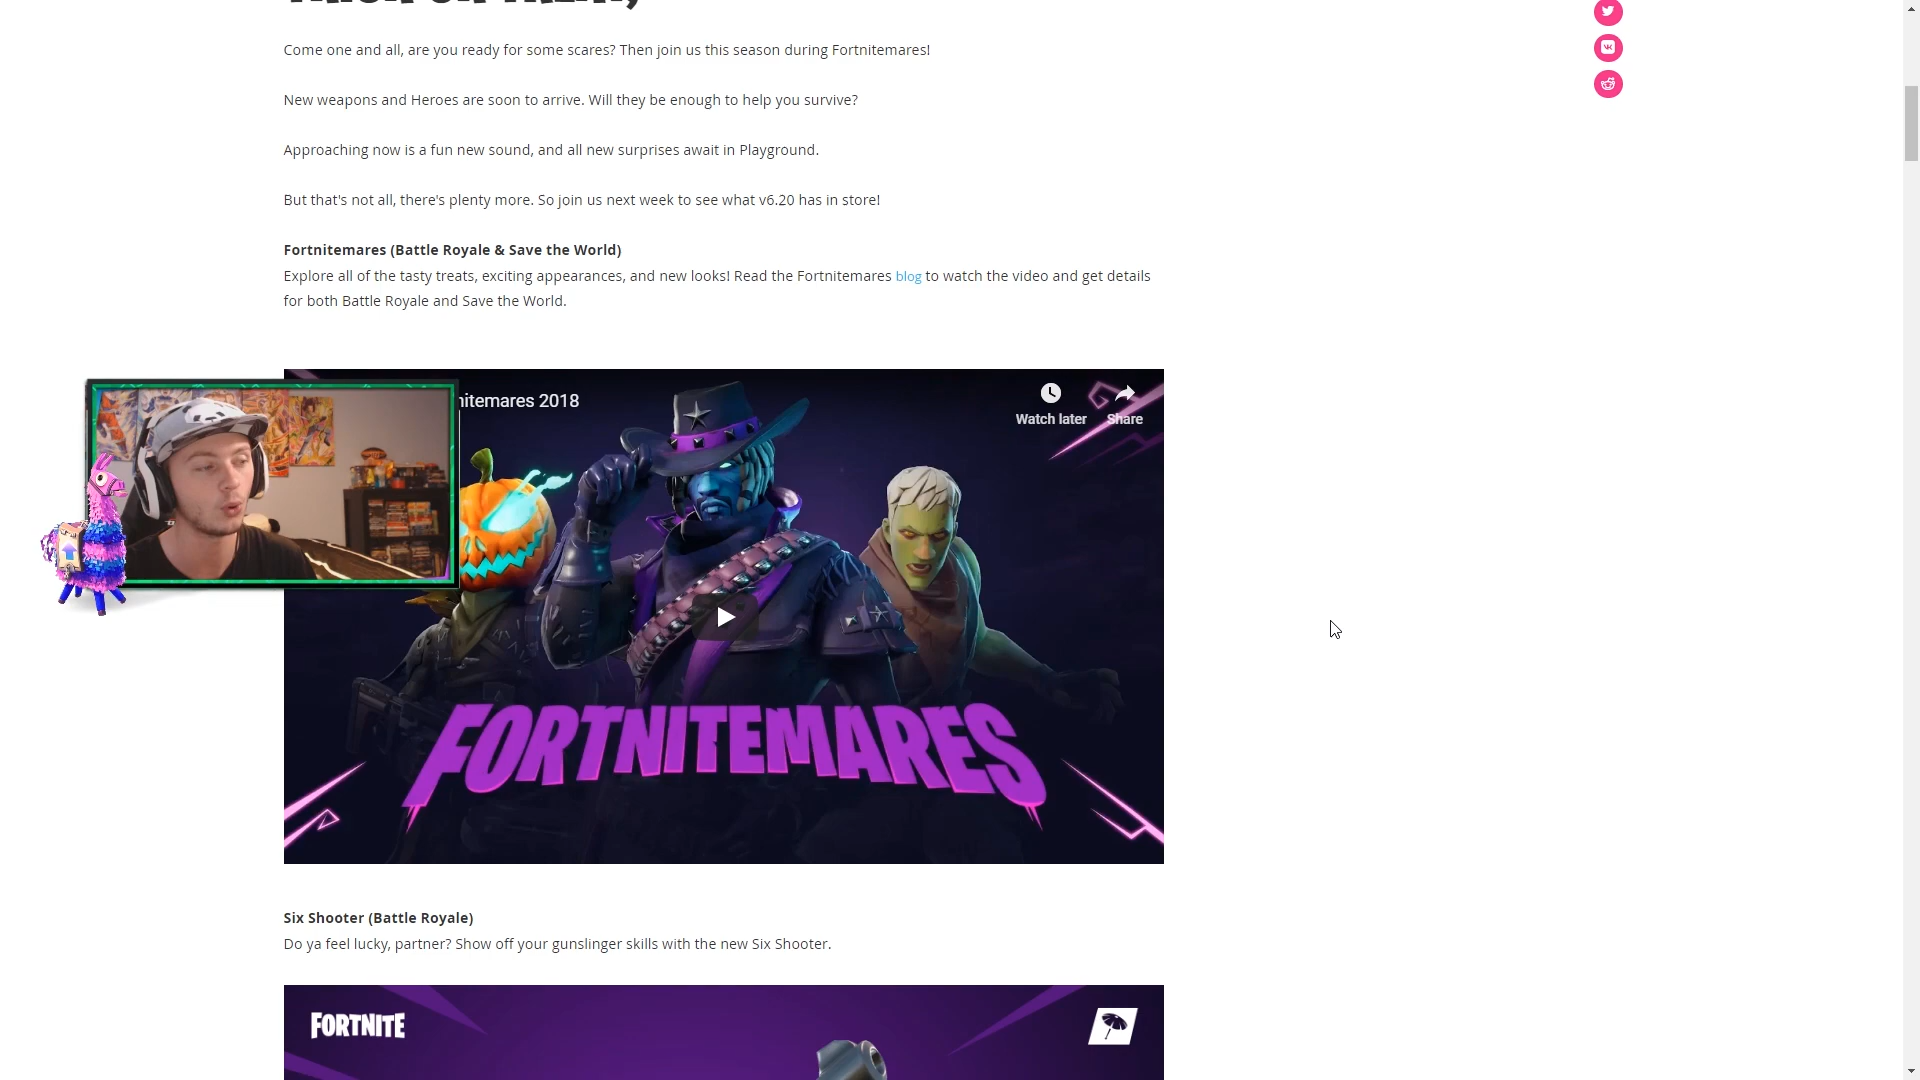 Come one and all, are you ready for some scares? Then join us this season during Fortnitemares!
New weapons and Heroes are soon to arrive. Will they be enough to help you survive?
Approaching now is a fun new sound, and all new surprises await in Playground.
But that's not all, there's plenty more. So join us next week to see what v6.20 has in store!
Fortnitemares (Battle Royale & Save the World)
Explore all of the tasty treats, exciting appearances, and new looks! Read the Fortnitemares blog to watch the video and get details
for both Battle Royale and Save the World.
nitemares 2018
Watch later
Share
FORTNITEMARES
Six Shooter (Battle Royale)
Do ya feel lucky, partner? Show off your gunslinger skills with the new Six Shooter.
FORTNITE